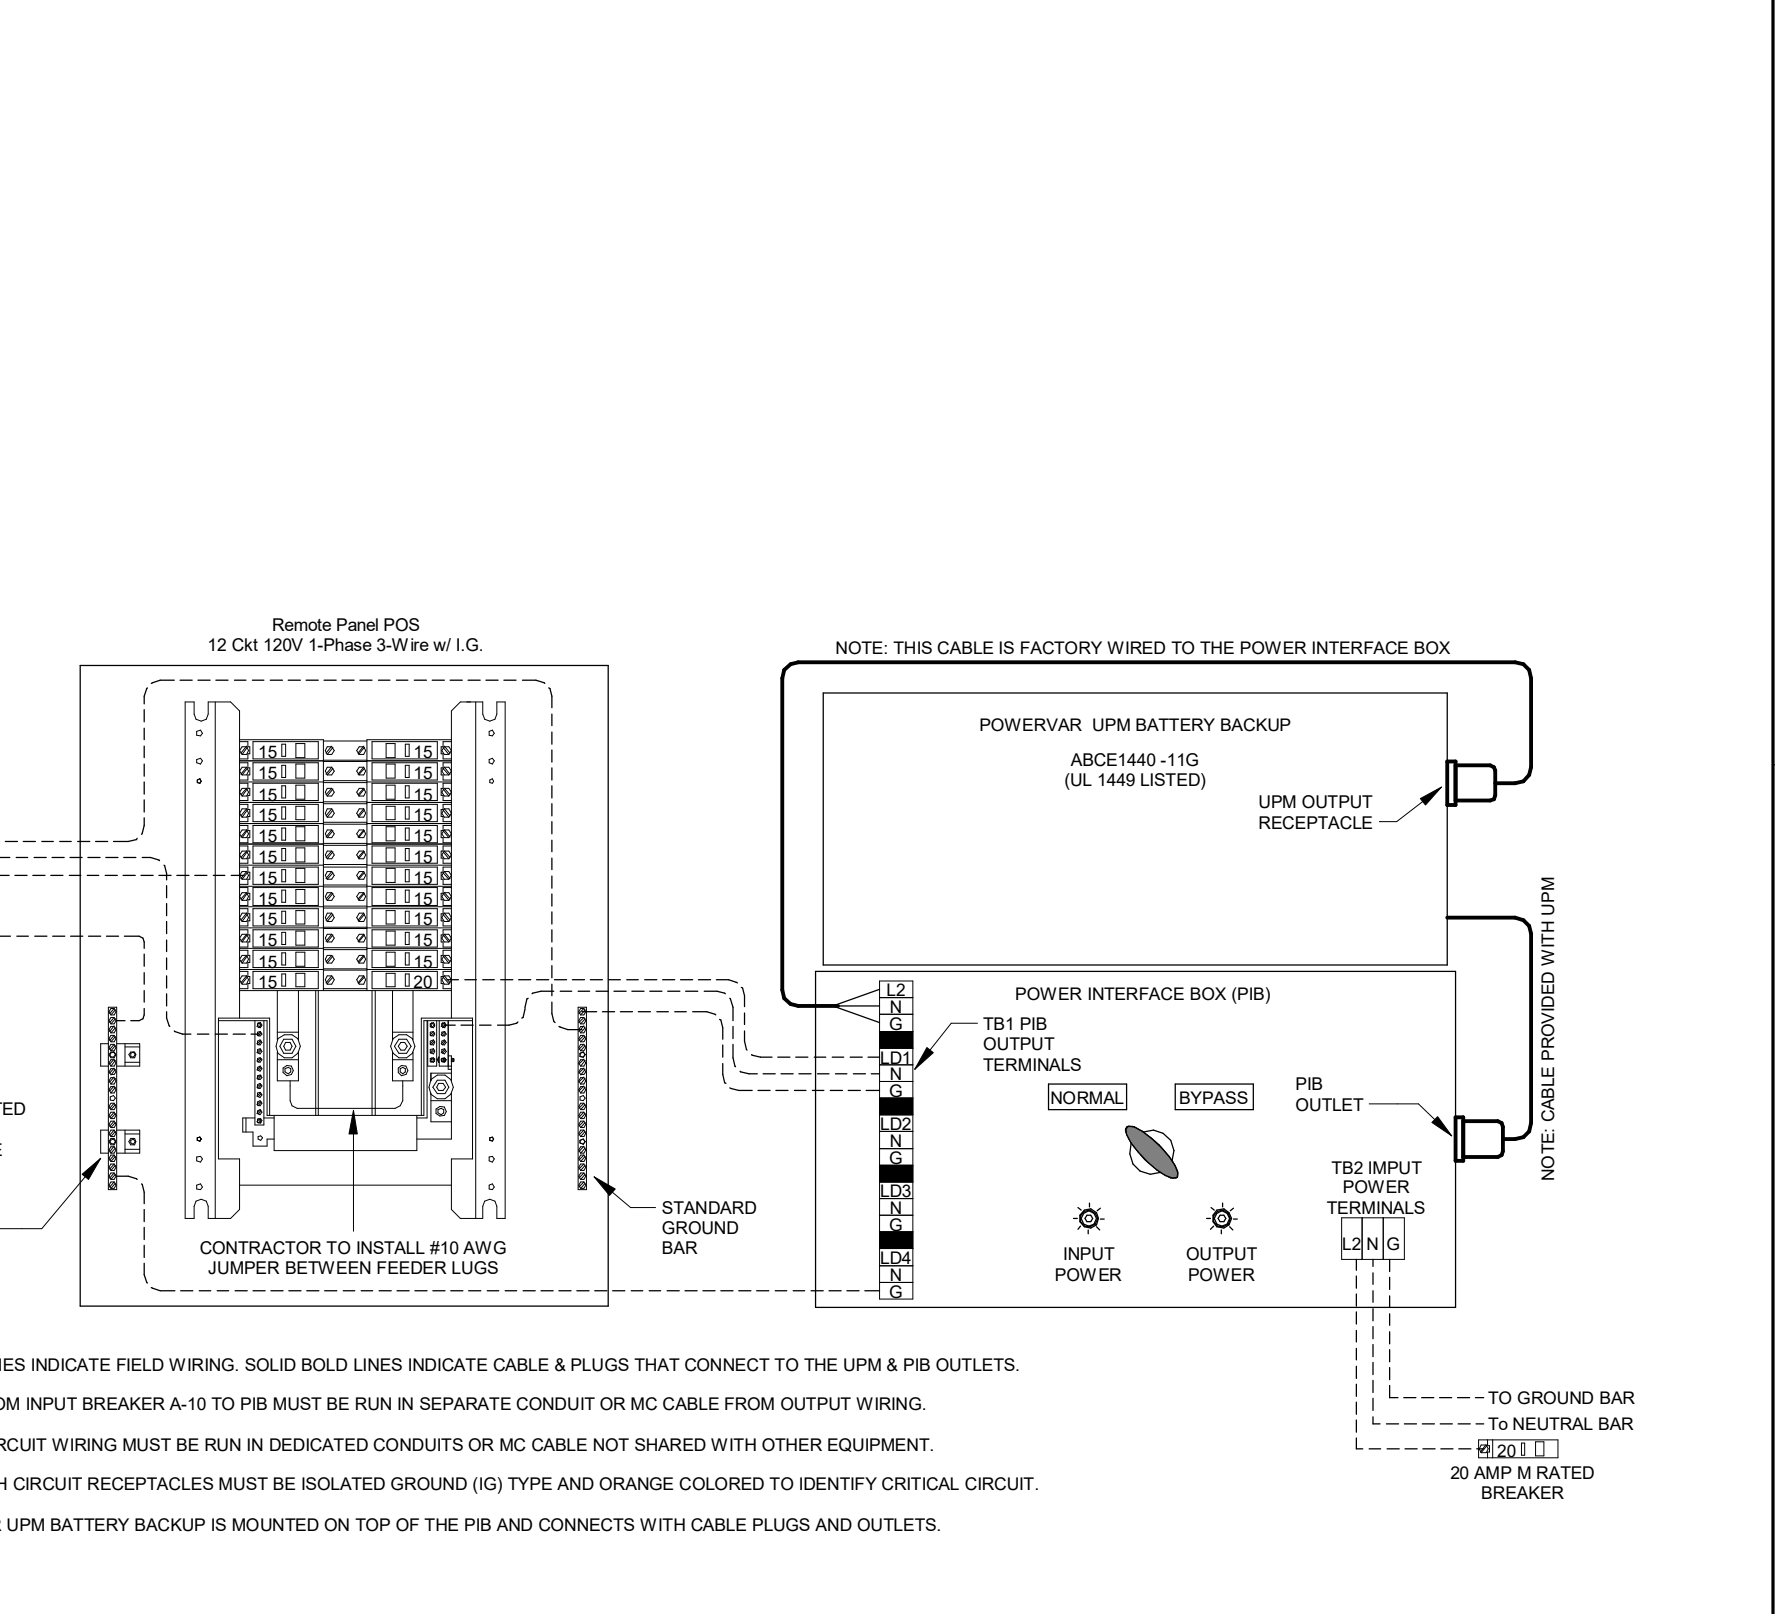 Remote Panel POS
12 Ckt 120V 1-Phase 3-Wire w/ I.G.
15 15
15 15
15 15
15 15
15 15
15 15
15 15
15 15
15 15
15 15
15 15
15 20
TED
E
CONTRACTOR TO INSTALL #10 AWG
JUMPER BETWEEN FEEDER LUGS
STANDARD
GROUND
BAR
NOTE: THIS CABLE IS FACTORY WIRED TO THE POWER INTERFACE BOX
POWERVAR UPM BATTERY BACKUP
ABCE1440 -11G
(UL 1449 LISTED)
UPM OUTPUT
RECEPTACLE
NOTE: CABLE PROVIDED WITH UPM
POWER INTERFACE BOX (PIB)
L2
N
G
LD1
N
G
LD2
N
G
LD3
N
G
LD4
N
G
TB1 PIB
OUTPUT
TERMINALS
NORMAL
BYPASS
PIB
OUTLET
INPUT
POWER
OUTPUT
POWER
TB2 IMPUT
POWER
TERMINALS
L2 N G
TO GROUND BAR
To NEUTRAL BAR
20
20 AMP M RATED
BREAKER
NES INDICATE FIELD WIRING. SOLID BOLD LINES INDICATE CABLE & PLUGS THAT CONNECT TO THE UPM & PIB OUTLETS.
OM INPUT BREAKER A-10 TO PIB MUST BE RUN IN SEPARATE CONDUIT OR MC CABLE FROM OUTPUT WIRING.
RCUIT WIRING MUST BE RUN IN DEDICATED CONDUITS OR MC CABLE NOT SHARED WITH OTHER EQUIPMENT.
H CIRCUIT RECEPTACLES MUST BE ISOLATED GROUND (IG) TYPE AND ORANGE COLORED TO IDENTIFY CRITICAL CIRCUIT.
R UPM BATTERY BACKUP IS MOUNTED ON TOP OF THE PIB AND CONNECTS WITH CABLE PLUGS AND OUTLETS.